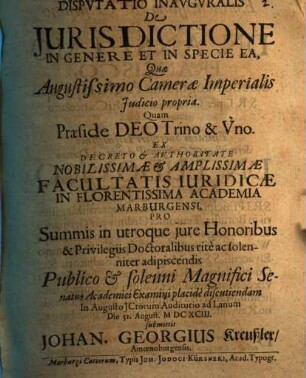 DISPVTATIO INAVGVRALIS
De
JURISDICTIONE
IN GENERE ET IN SPECIE EA,
Quæ
Augustissimo Cameræ Imperialis
Judicio propria.
Quam
Præside DEO Trino & Vno.
EX
DECRETO & AUTHORITATE
NOBILISSIMÆ & AMPLISSIMÆ
FACULTATIS IURIDICÆ
IN FLORENTISSIMA ACADEMIA
MARBURGENSI,
PRO
Summis in utroque jure Honoribus
& Privilegiis Doctoralibus ritè ac solen-
niter adipiscendis
Publico & solenni Magnifici Se-
natus Academici Examini placidè discutiendam
In Augusto JCtorum Auditorio ad Lanum
Die 31. August. M DC XCIII.
submittit
JOHAN. GEORGIUS Kreußler/
Amœnoburgensis.
Marburgi Cattorum, Typis JOH. JODOCI KÜRSNERI, Acad. Typogr.